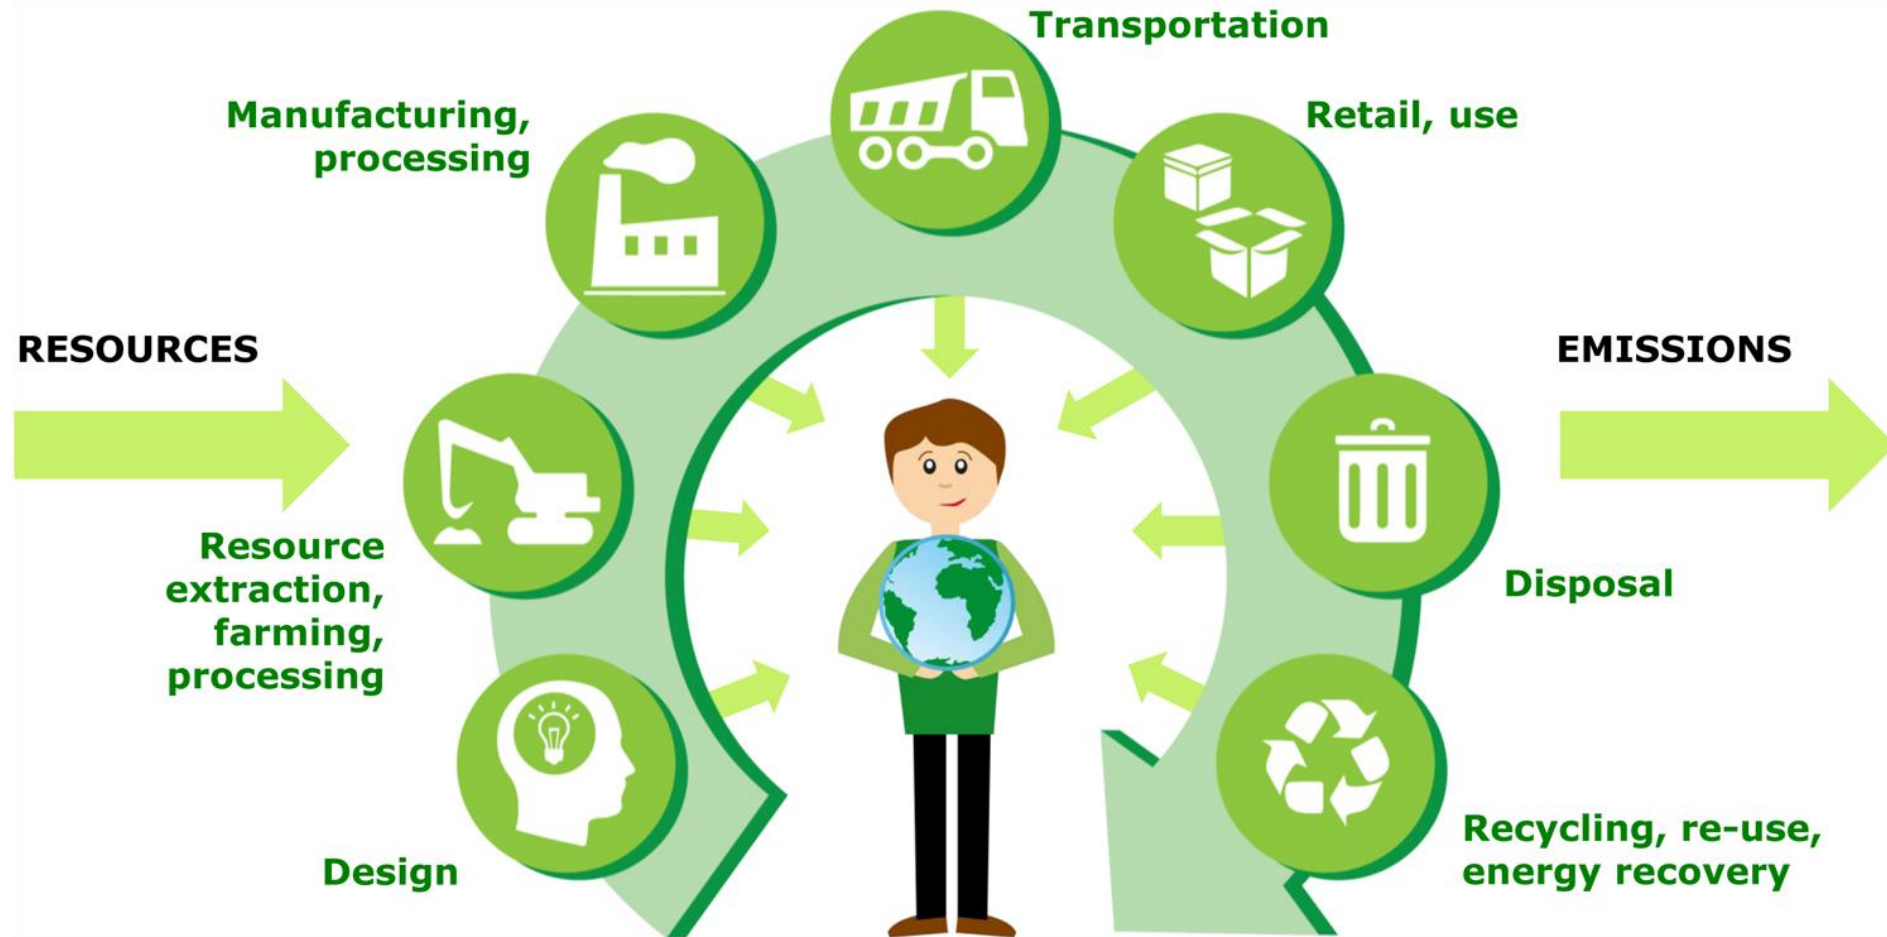 Transportation
Manufacturing,
processing
Retail, use
RESOURCES
EMISSIONS
Resource
extraction,
farming,
processing
Disposal
Design
Recycling, re-use,
energy recovery